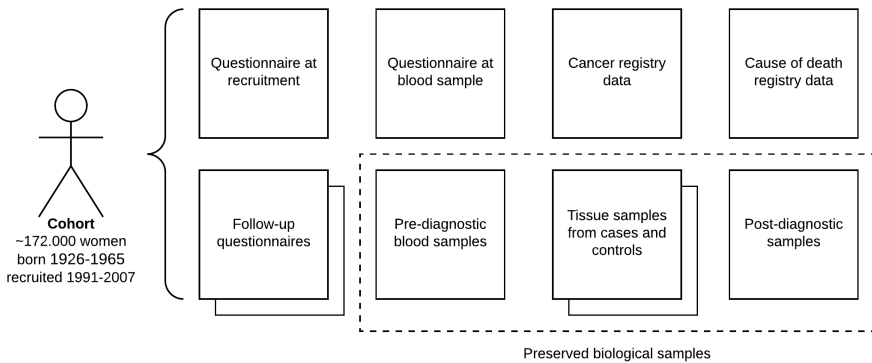 Questionnaire at
recruitment
Questionnaire at
blood sample
Cancer registry
data
Cause of death
registry data
Cohort
~172.000 women
born 1926-1965
recruited 1991-2007
Follow-up
questionnaires
Pre-diagnostic
blood samples
Tissue samples
from cases and
controls
Post-diagnostic
samples
Preserved biological samples